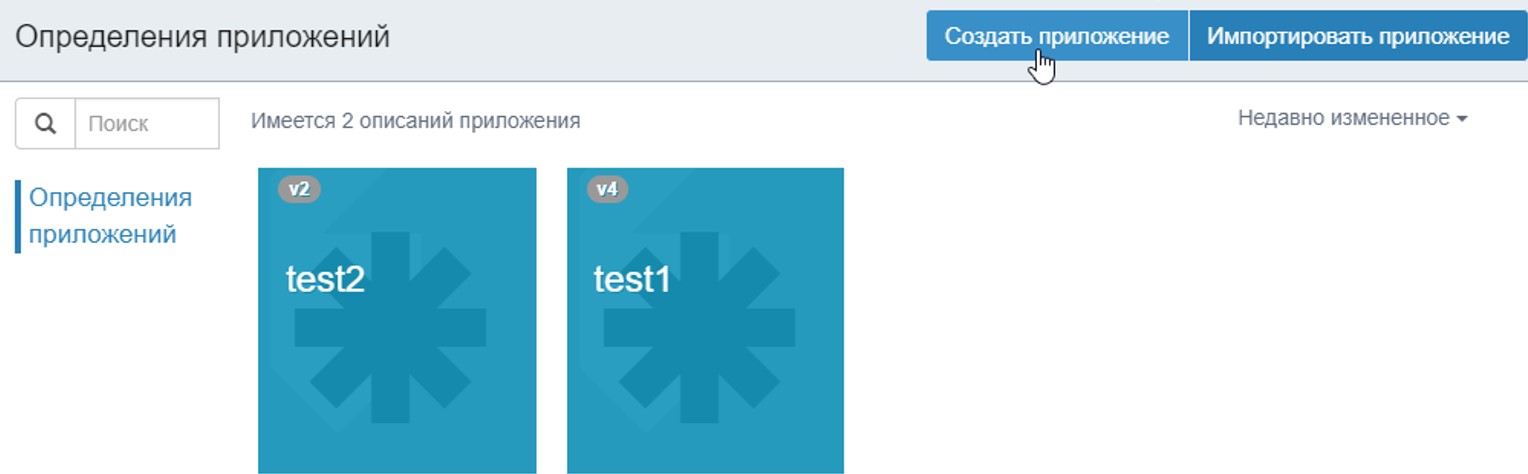 Определения приложений
Создать приложение
Импортировать приложение
Поиск
Имеется 2 описаний приложения
Недавно измененное
Определения
приложений
v2
test2
v4
test1